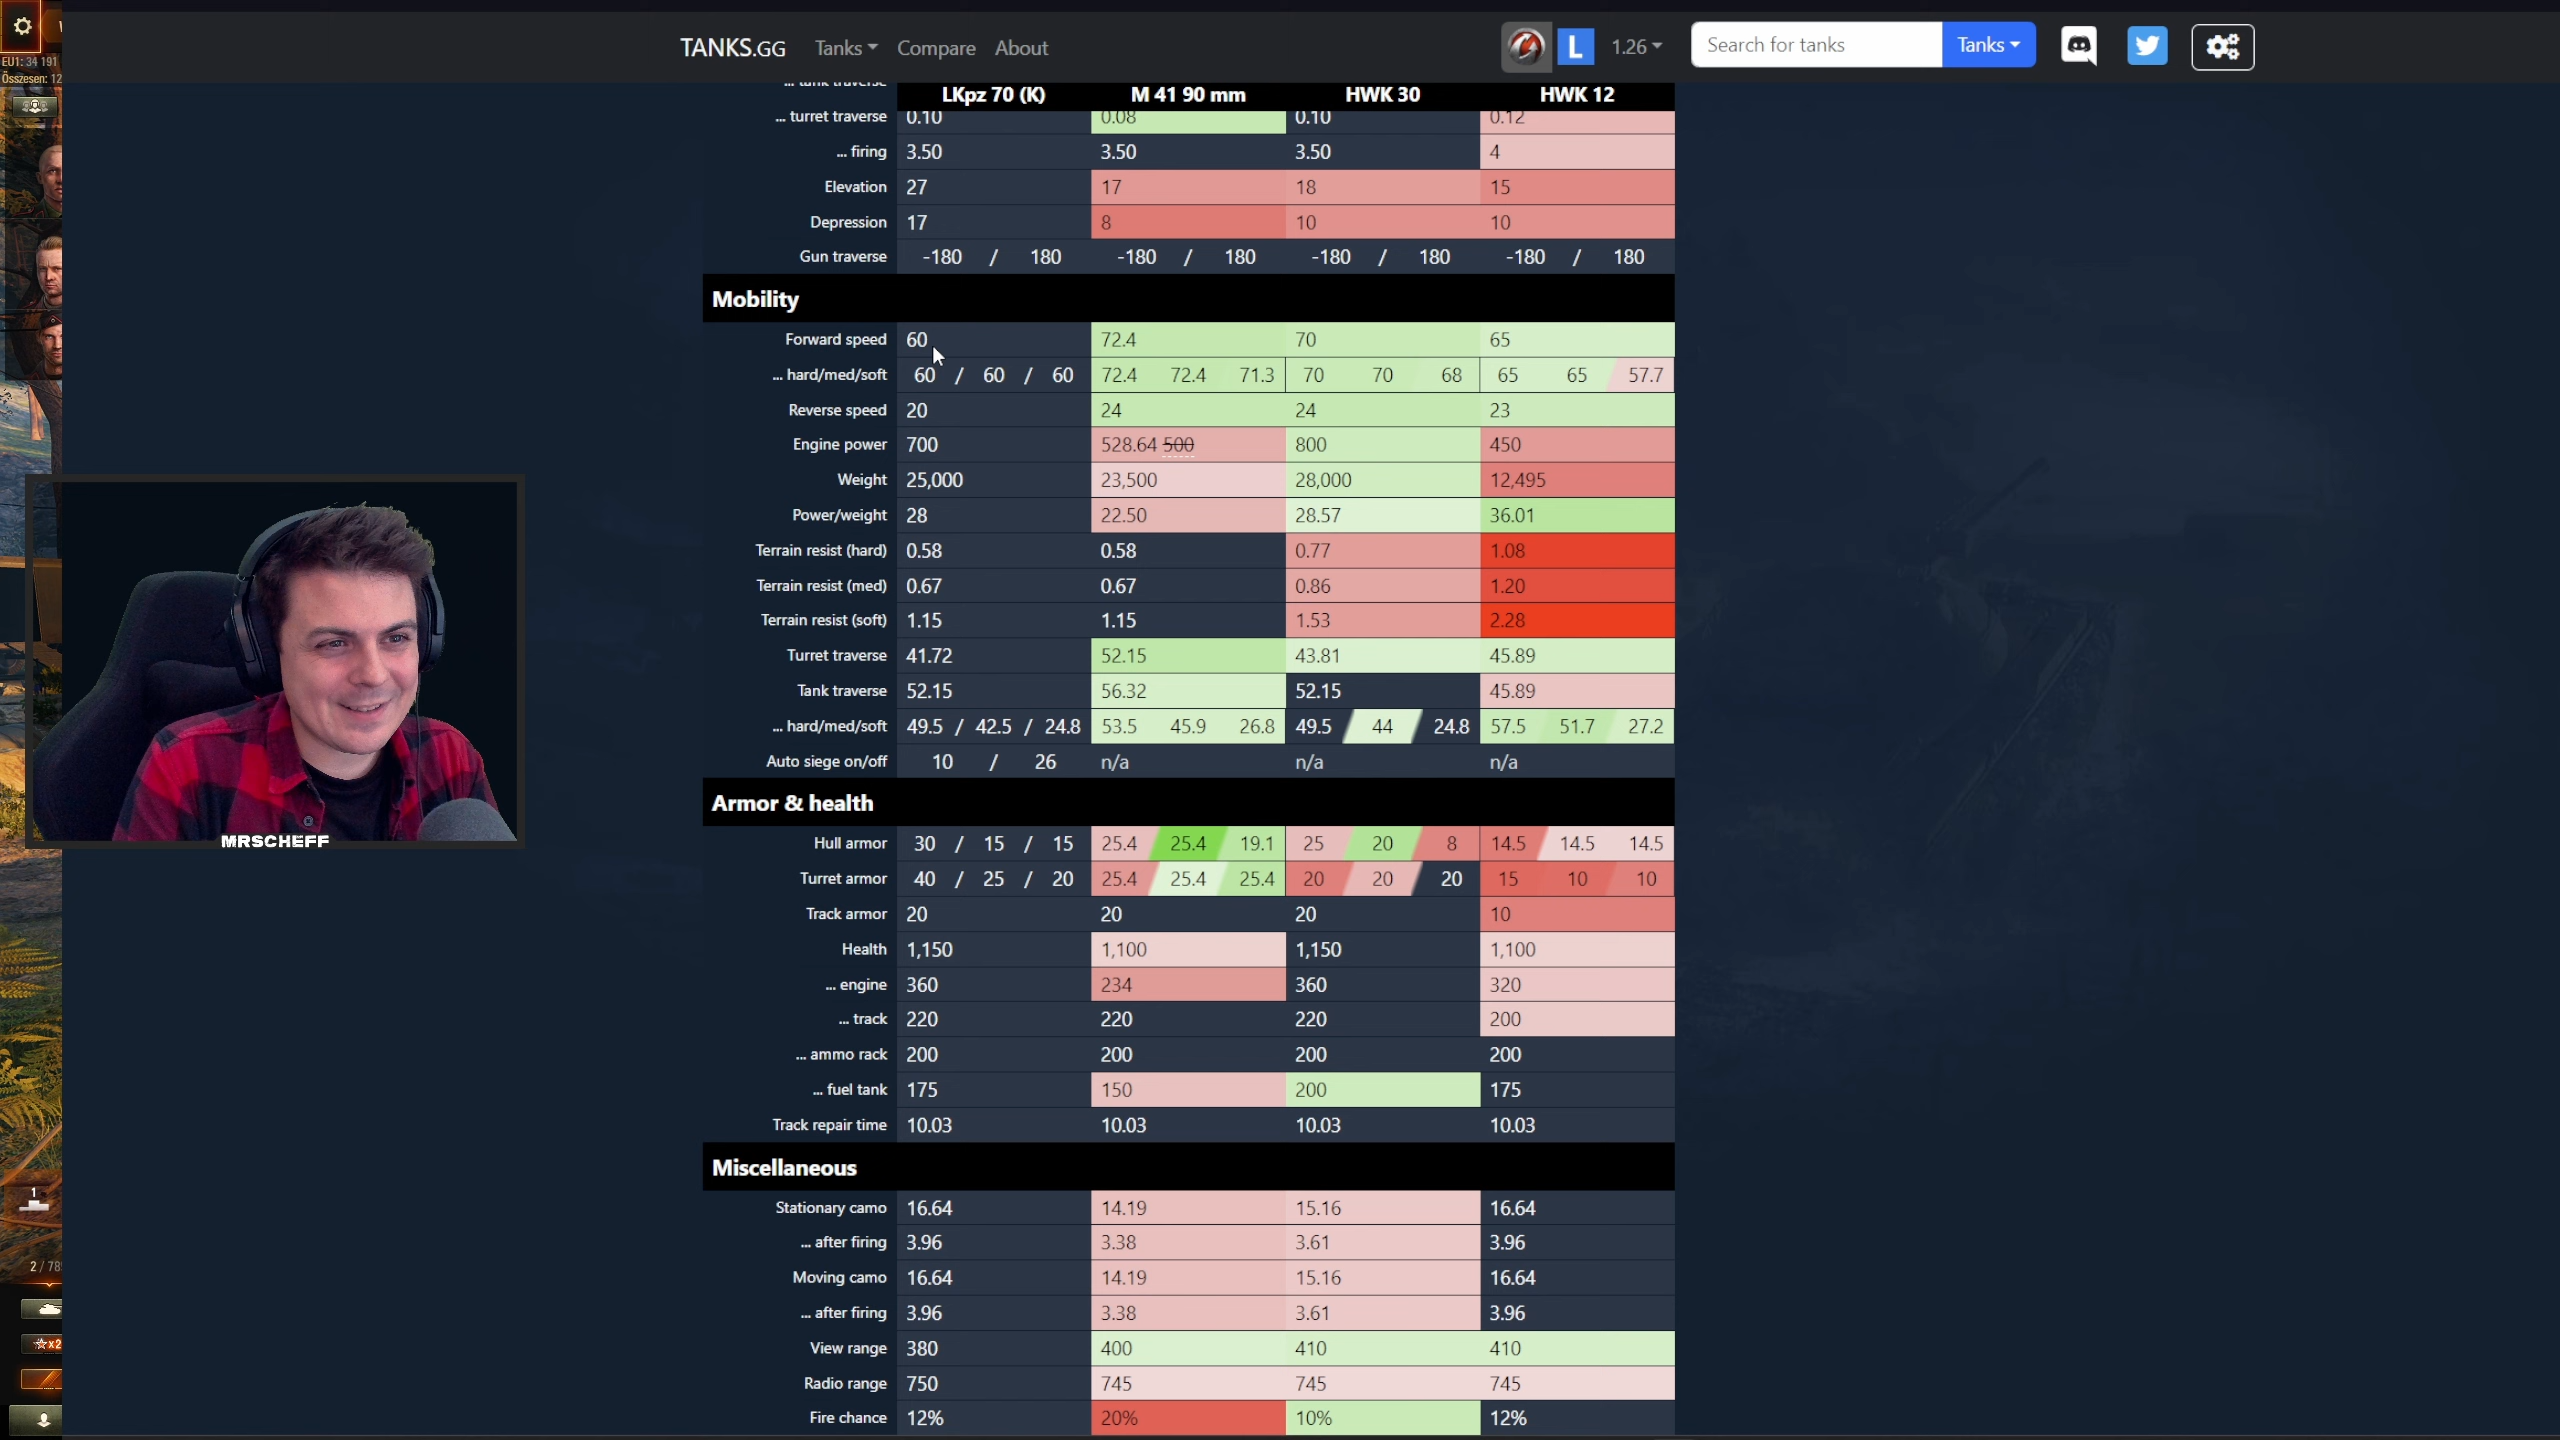 TANKS.GG Tanks Compare About L 1.26 Search for tanks Tanks
EU1: 34 191
Összesen: 12
LKpz 70 (K) M 41 90 mm HWK 30 HWK 12
... tank traverse
... turret traverse 0.10 0.08 0.10 0.12
... firing 3.50 3.50 3.50 4
Elevation 27 17 18 15
Depression 17 8 10 10
Gun traverse -180 / 180 -180 / 180 -180 / 180 -180 / 180
Mobility
Forward speed 60 72.4 70 65
... hard/med/soft 60 / 60 / 60 72.4 72.4 71.3 70 70 68 65 65 57.7
Reverse speed 20 24 24 23
Engine power 700 528.64 500 800 450
Weight 25,000 23,500 28,000 12,495
Power/weight 28 22.50 28.57 36.01
Terrain resist (hard) 0.58 0.58 0.77 1.08
Terrain resist (med) 0.67 0.67 0.86 1.20
Terrain resist (soft) 1.15 1.15 1.53 2.28
Turret traverse 41.72 52.15 43.81 45.89
Tank traverse 52.15 56.32 52.15 45.89
... hard/med/soft 49.5 / 42.5 / 24.8 53.5 45.9 26.8 49.5 44 24.8 57.5 51.7 27.2
Auto siege on/off 10 / 26 n/a n/a n/a
Armor & health
Hull armor 30 / 15 / 15 25.4 25.4 19.1 25 20 8 14.5 14.5 14.5
MRSCHEFF
Turret armor 40 / 25 / 20 25.4 25.4 25.4 20 20 20 15 10 10
Track armor 20 20 20 10
Health 1,150 1,100 1,150 1,100
... engine 360 234 360 320
... track 220 220 220 200
... ammo rack 200 200 200 200
... fuel tank 175 150 200 175
Track repair time 10.03 10.03 10.03 10.03
Miscellaneous
1
Stationary camo 16.64 14.19 15.16 16.64
... after firing 3.96 3.38 3.61 3.96
2 / 78
Moving camo 16.64 14.19 15.16 16.64
... after firing 3.96 3.38 3.61 3.96
x2
View range 380 400 410 410
Radio range 750 745 745 745
Fire chance 12% 20% 10% 12%